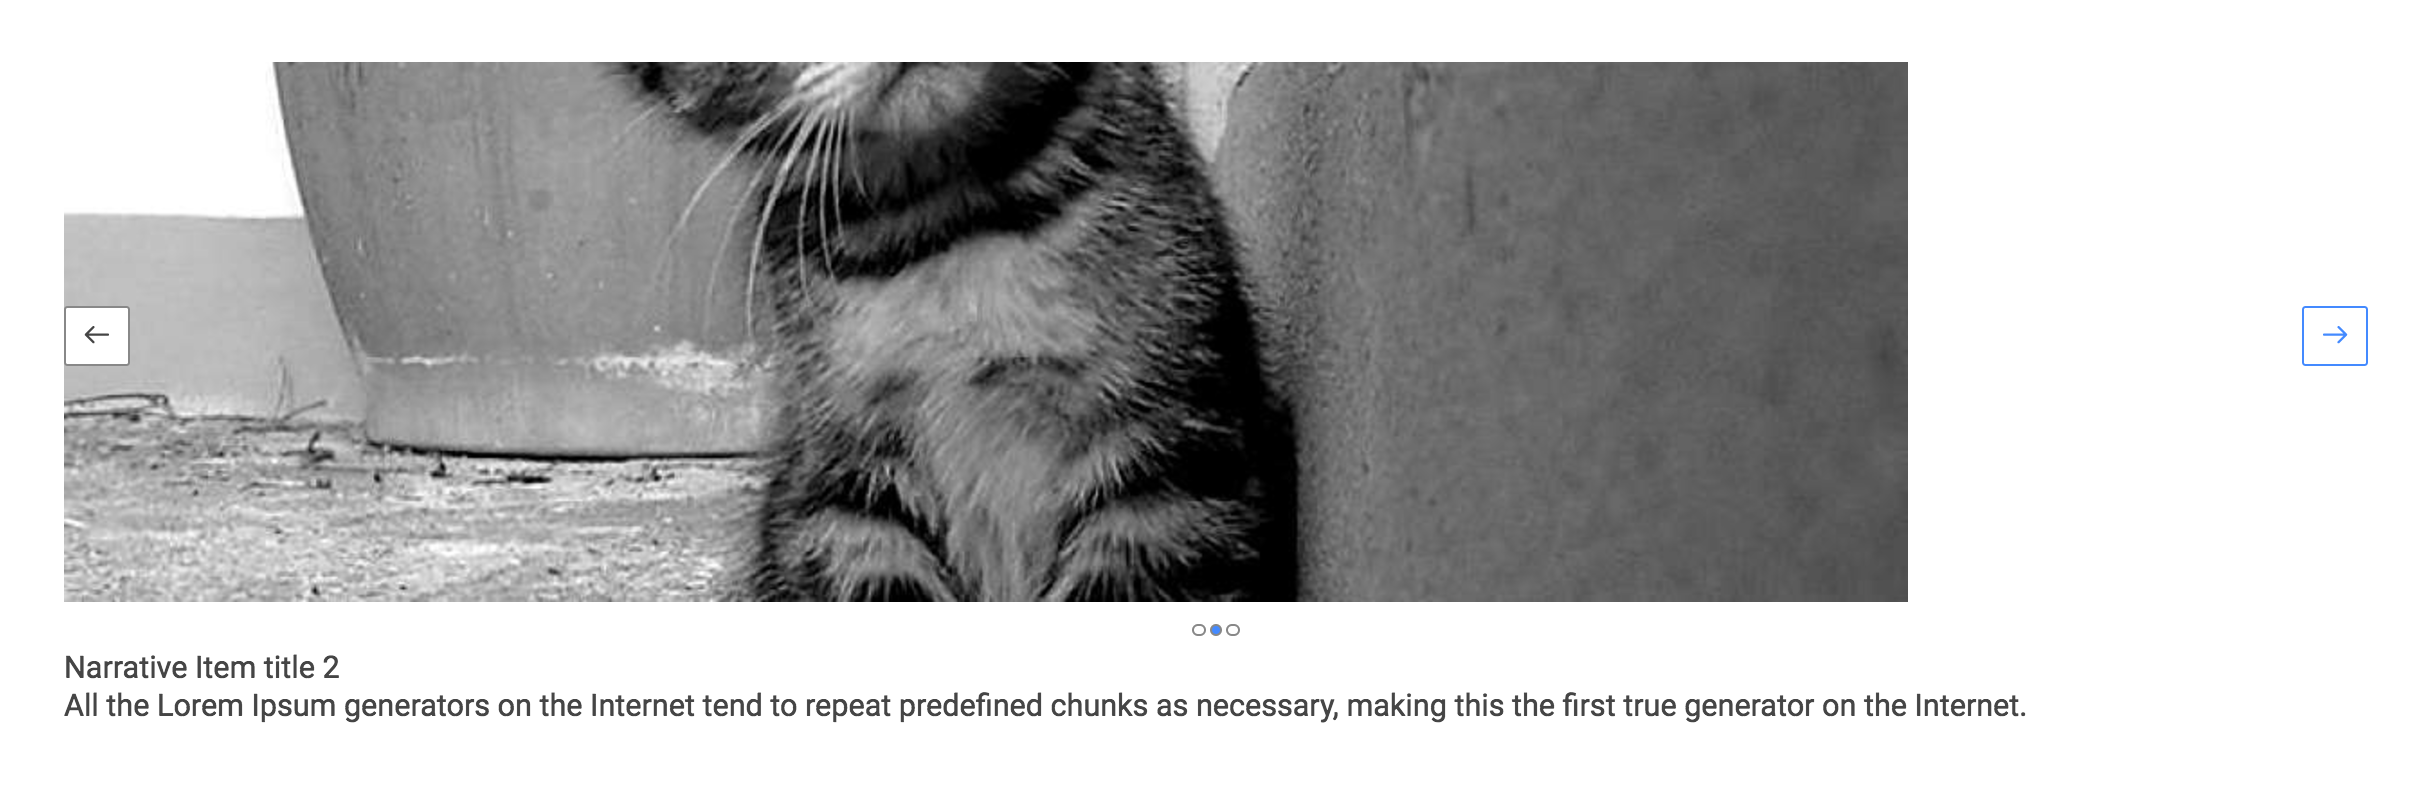 Narrative Item title 2
All the Lorem Ipsum generators on the Internet tend to repeat predefined chunks as necessary, making this the first true generator on the Internet.